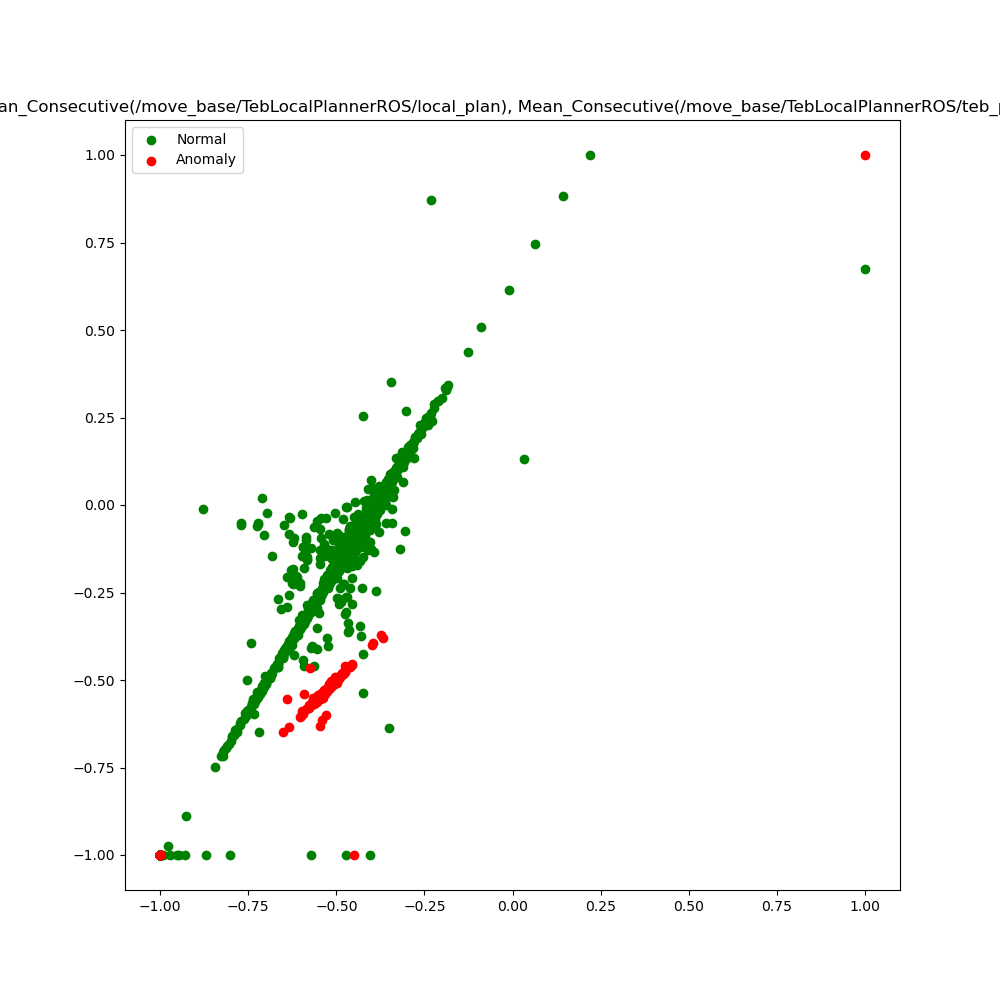 an_Consecutive(/move_base/TebLocalPlannerROS/local_plan), Mean_Consecutive(/move_base/TebLocalPlannerROS/teb_p
Normal
Anomaly
1.00
0.75
0.50
0.25
0.00
−0.25
−0.50
−0.75
−1.00
−1.00 −0.75 −0.50 −0.25 0.00 0.25 0.50 0.75 1.00